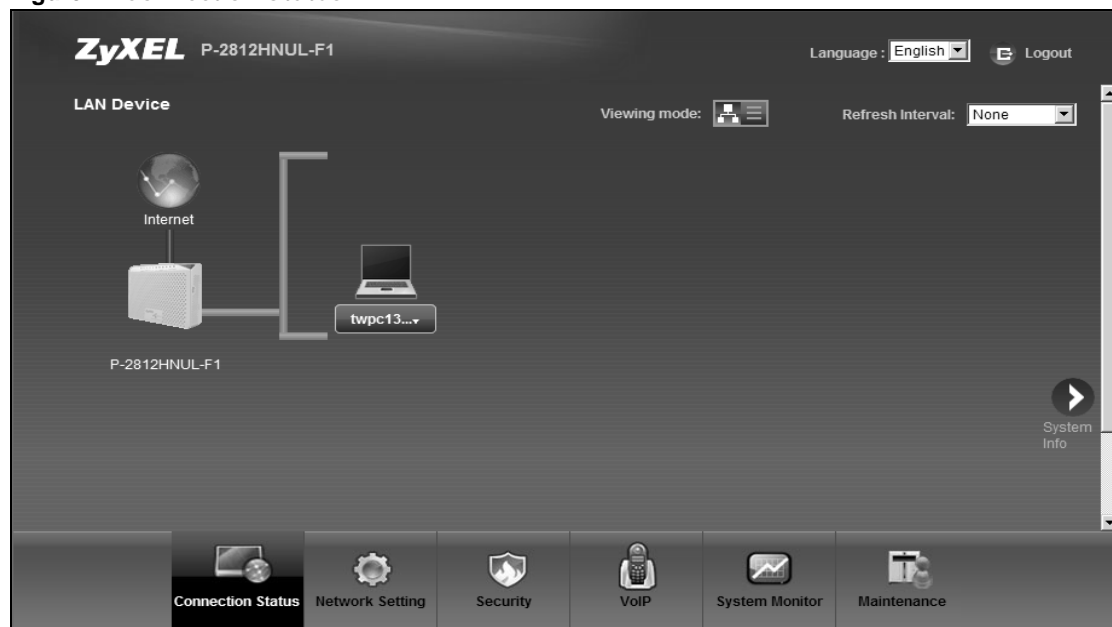 ZyXEL P-2812HNUL-F1
Language : English
Logout
LAN Device
Viewing mode:
Refresh Interval: None
Internet
twpc13...
P-2812HNUL-F1
System
Info
Connection Status
Network Setting
Security
VoIP
System Monitor
Maintenance